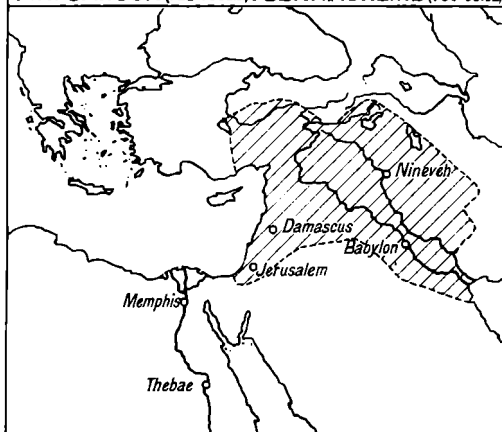 Nineveh
Damascus
Babylon
Jerusalem
Memphis
Thebae